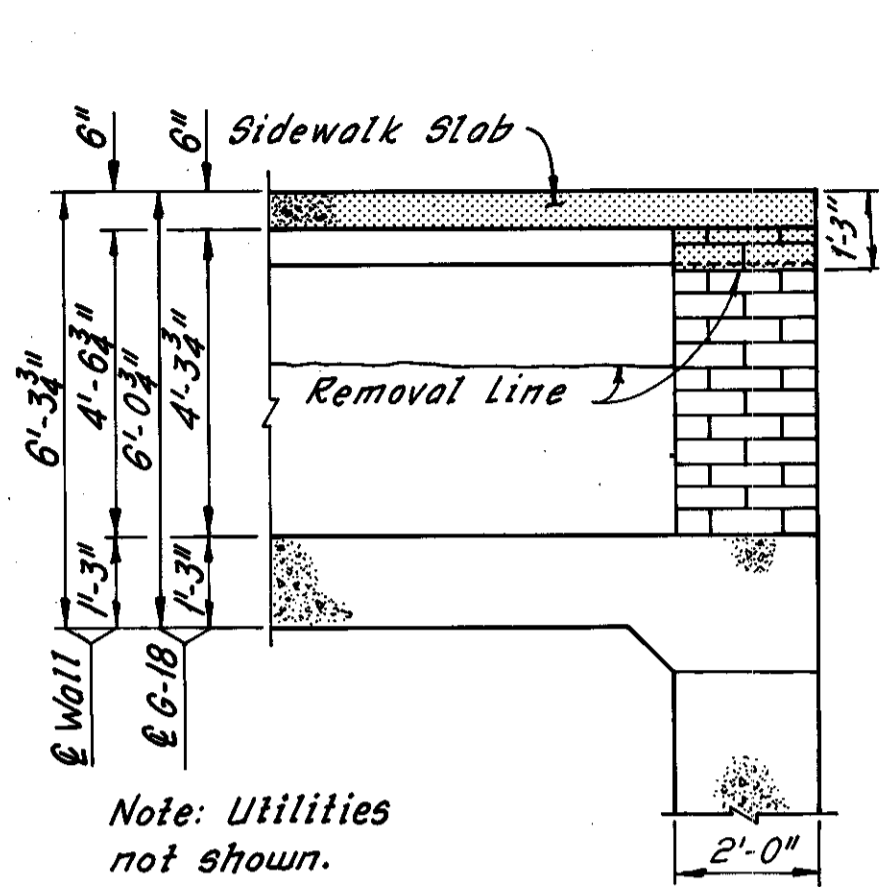 6"
6"
Sidewalk Slab
1'-3"
6'-3¾"
4'-6¾"
6'-0¾"
4'-3¾"
Removal Line
1'-3"
1'-3"
℄ Wall
℄ G-18
Note: Utilities
not shown.
2'-0"